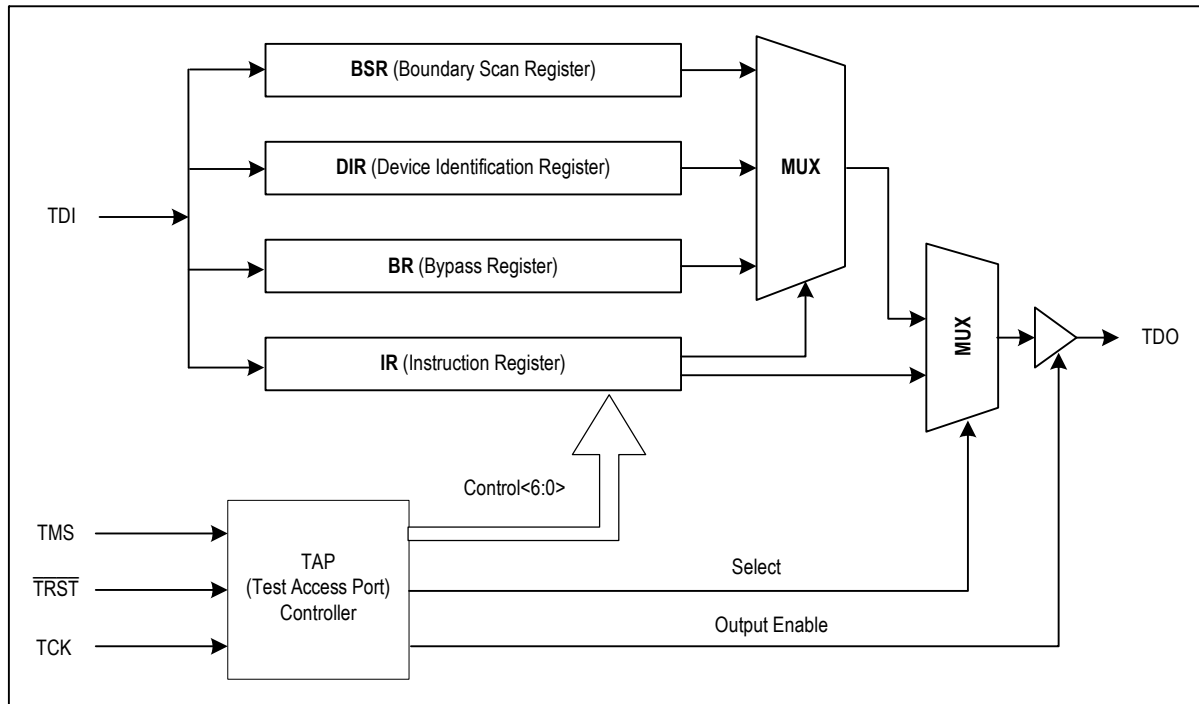 BSR (Boundary Scan Register)
DIR (Device Identification Register)
MUX
TDI
BR (Bypass Register)
MUX
TDO
IR (Instruction Register)
Control<6:0>
TMS
TAP
(Test Access Port)
Controller
TRST
Select
TCK
Output Enable